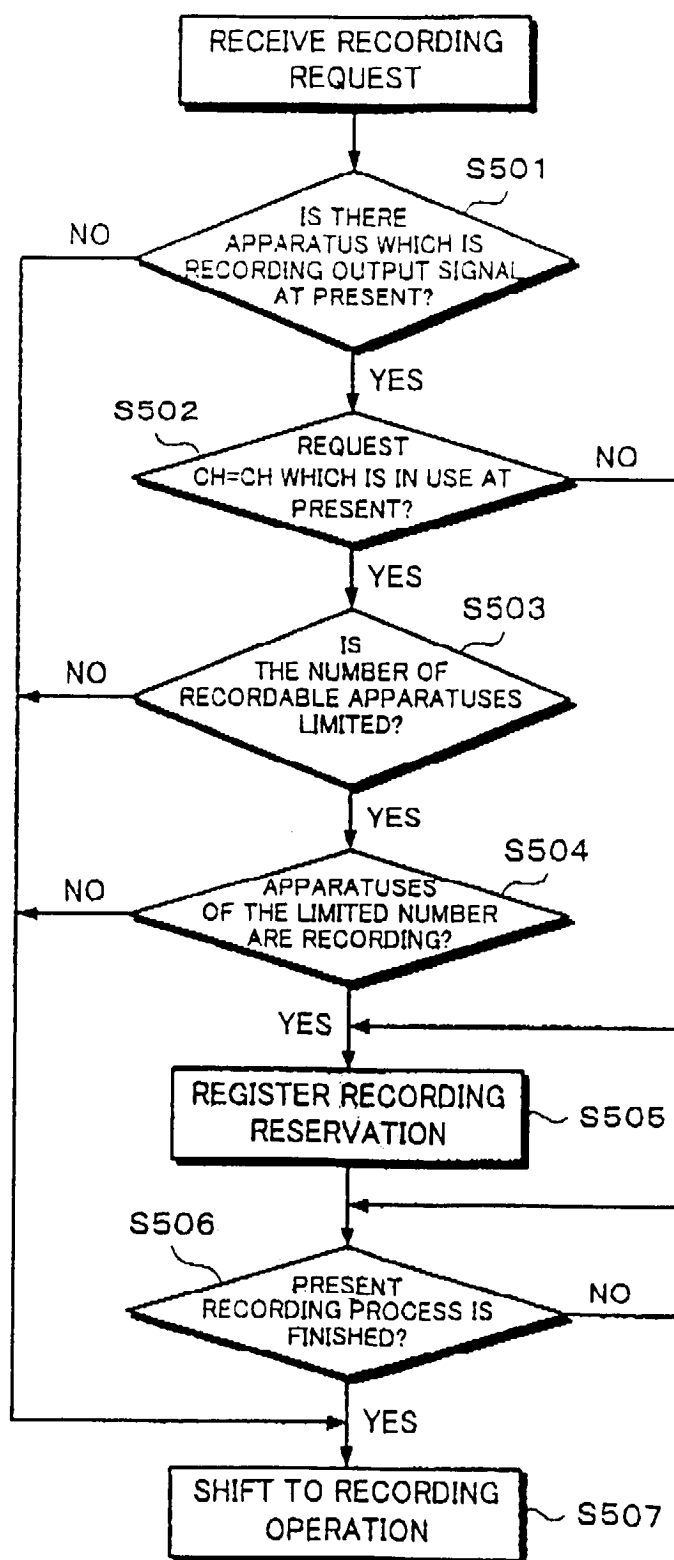 RECEIVE RECORDING
REQUEST
S501
NO
IS THERE
APPARATUS WHICH IS
RECORDING OUTPUT SIGNAL
AT PRESENT?
YES
S502
REQUEST
CH=CH WHICH IS IN USE AT
PRESENT?
NO
YES
S503
IS
THE NUMBER OF
RECORDABLE APPARATUSES
LIMITED?
NO
YES
S504
NO
APPARATUSES
OF THE LIMITED NUMBER
ARE RECORDING?
YES
REGISTER RECORDING
RESERVATION
S505
S506
PRESENT
RECORDING PROCESS IS
FINISHED?
NO
YES
SHIFT TO RECORDING
OPERATION
S507